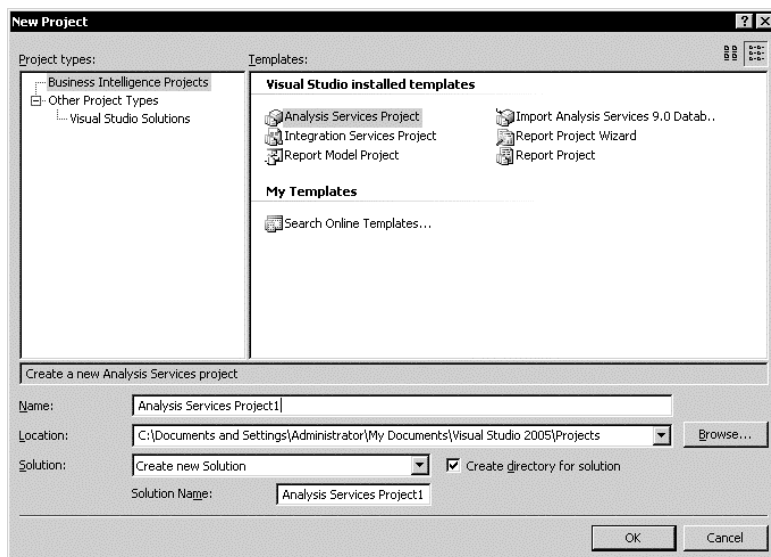 New Project
Project types:
Templates:
Business Intelligence Projects
Other Project Types
Visual Studio Solutions
Visual Studio installed templates
Analysis Services Project
Import Analysis Services 9.0 Datab..
Integration Services Project
Report Project Wizard
Report Model Project
Report Project
My Templates
Search Online Templates...
Create a new Analysis Services project
Name:
Analysis Services Project1
Location:
C:\Documents and Settings\Administrator\My Documents\Visual Studio 2005\Projects
Browse...
Solution:
Create new Solution
Create directory for solution
Solution Name:
Analysis Services Project1
OK
Cancel